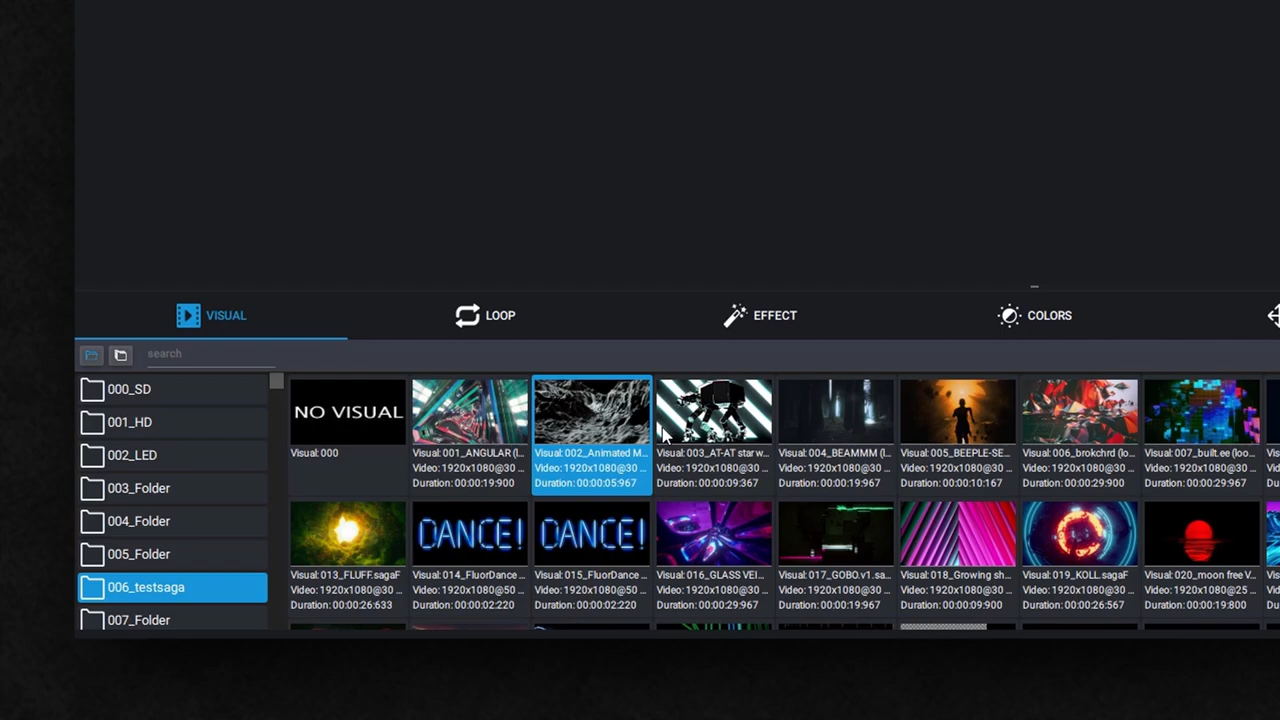 VISUAL
LOOP
EFFECT
COLORS
search
000_SD
001_HD
002_LED
003_Folder
004_Folder
005_Folder
006_testsaga
007_Folder
NO VISUAL
Visual: 000
Visual: 001_ANGULAR (l...
Video: 1920x1080@30 ...
Duration: 00:00:19:900
Visual: 002_Animated M...
Video: 1920x1080@30 ...
Duration: 00:00:05:967
Visual: 003_AT-AT star w...
Video: 1920x1080@30 ...
Duration: 00:00:09:367
Visual: 004_BEAMMM (l...
Video: 1920x1080@30 ...
Duration: 00:00:19:967
Visual: 005_BEEPLE-SE...
Video: 1920x1080@30 ...
Duration: 00:00:10:167
Visual: 006_brokchrd (lo...
Video: 1920x1080@30 ...
Duration: 00:00:29:900
Visual: 007_built.ee (loo...
Video: 1920x1080@30 ...
Duration: 00:00:29:967
Visual: 013_FLUFF.sagaF
Video: 1920x1080@30 ...
Duration: 00:00:26:633
DANCE!
Visual: 014_FluorDance ...
Video: 1920x1080@50 ...
Duration: 00:00:02:220
DANCE!
Visual: 015_FluorDance ...
Video: 1920x1080@50 ...
Duration: 00:00:02:220
Visual: 016_GLASS VEI...
Video: 1920x1080@30 ...
Duration: 00:00:29:967
Visual: 017_GOBO.v1.sa...
Video: 1920x1080@30 ...
Duration: 00:00:19:967
Visual: 018_Growing sh...
Video: 1920x1080@30 ...
Duration: 00:00:09:900
Visual: 019_KOLL.sagaF
Video: 1920x1080@30 ...
Duration: 00:00:26:567
Visual: 020_moon free V...
Video: 1920x1080@25 ...
Duration: 00:00:19:800